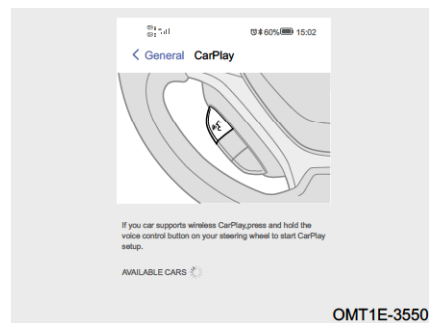 60% 15:02
General CarPlay
If you car supports wireless CarPlay,press and hold the
voice control button on your steering wheel to start CarPlay
setup.
AVAILABLE CARS
OMT1E-3550